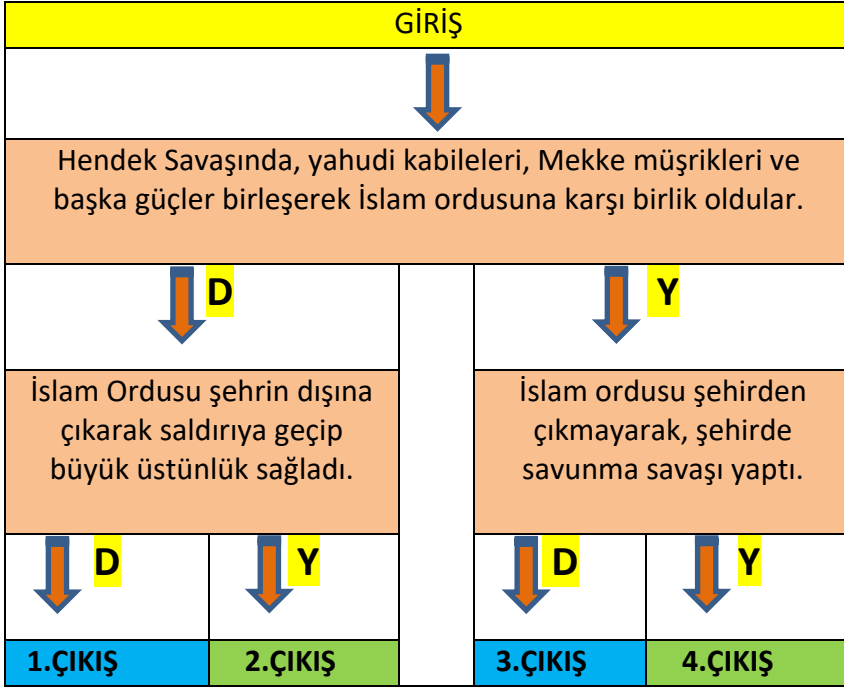 GİRİŞ
Hendek Savaşında, yahudi kabileleri, Mekke müşrikleri ve
başka güçler birleşerek İslam ordusuna karşı birlik oldular.
D
Y
İslam Ordusu şehrin dışına
çıkarak saldırıya geçip
büyük üstünlük sağladı.
İslam ordusu şehirden
çıkmayarak, şehirde
savunma savaşı yaptı.
D
Y
D
Y
1.ÇIKIŞ
2.ÇIKIŞ
3.ÇIKIŞ
4.ÇIKIŞ